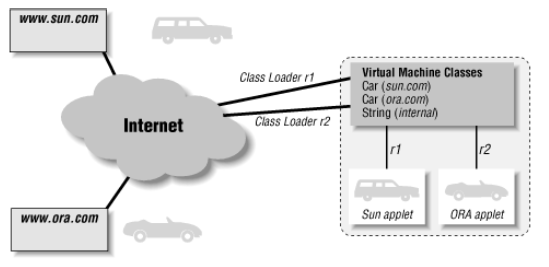 www.sun.com
Class Loader r1
Virtual Machine Classes
Car (sun.com)
Car (ora.com)
String (internal)
Internet
Class Loader r2
r1
r2
www.ora.com
Sun applet
ORA applet